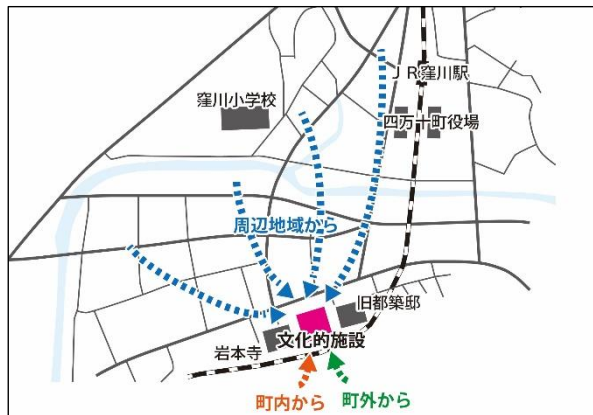 ＪＲ窪川駅
窪川小学校
四万十町役場
周辺地域から
旧都築邸
文化的施設
岩本寺
町内から
町外から